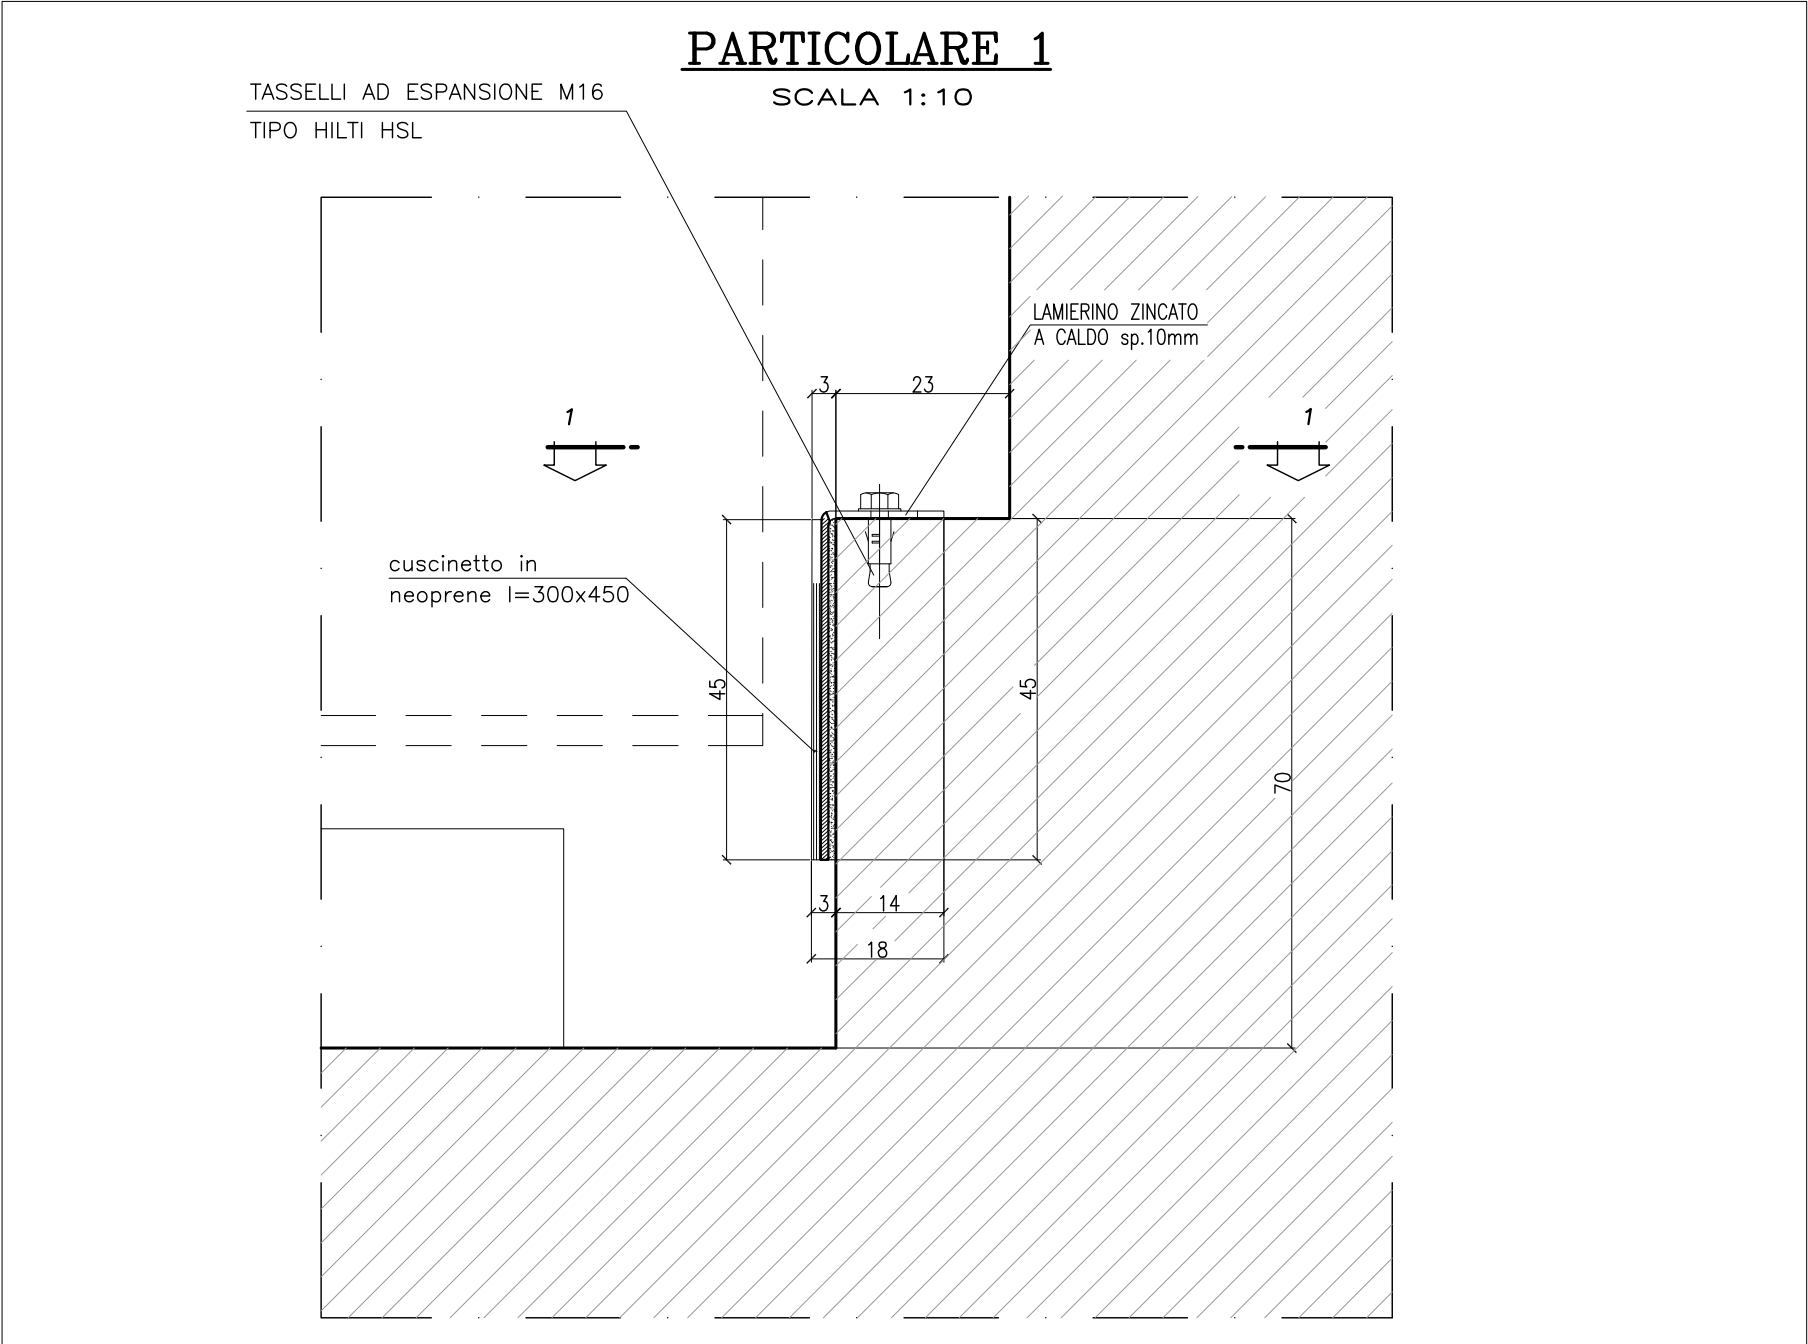 PARTICOLARE 1
SCALA 1:10
TASSELLI AD ESPANSIONE M16
TIPO HILTI HSL
LAMIERINO ZINCATO
A CALDO sp.10mm
3
23
1
1
cuscinetto in
neoprene l=300x450
45
45
70
3
14
18